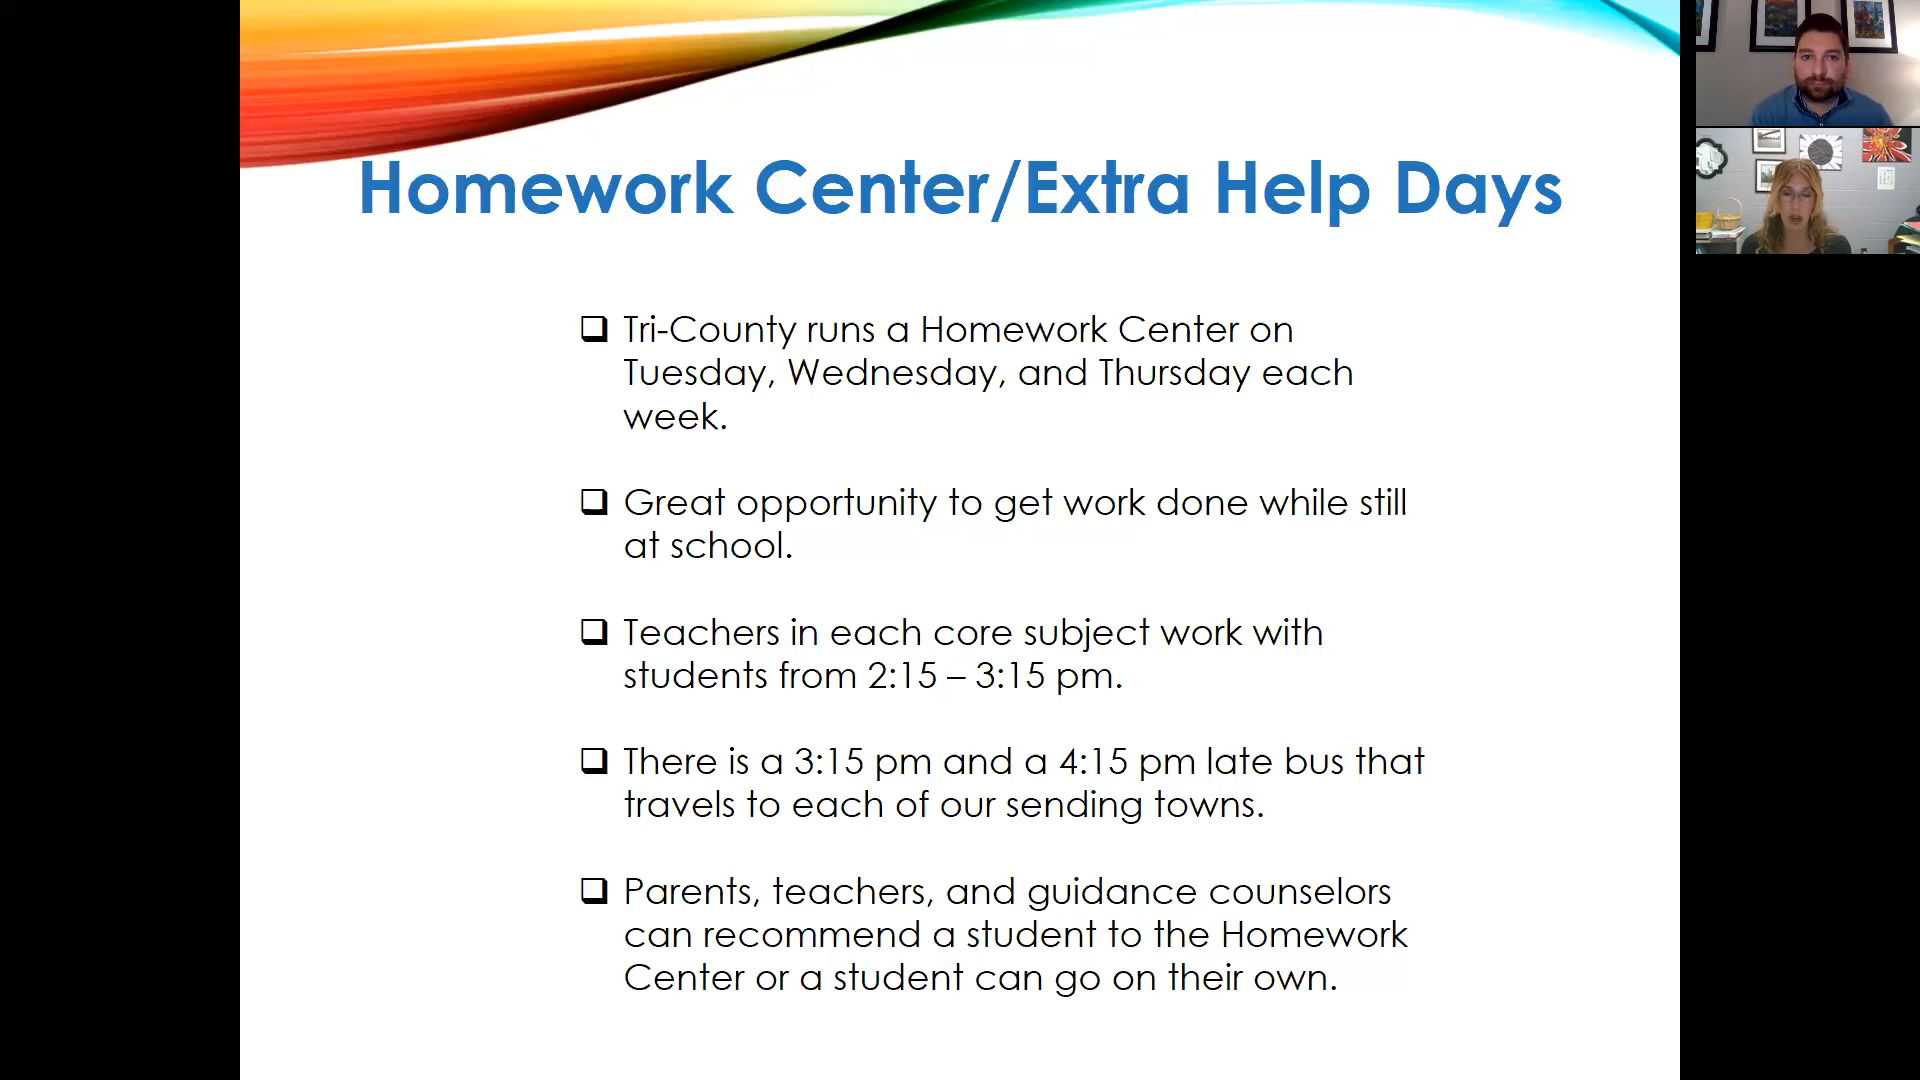 Homework Center/Extra Help Days
Tri-County runs a Homework Center on
Tuesday, Wednesday, and Thursday each
week.
Great opportunity to get work done while still
at school.
Teachers in each core subject work with
students from 2:15 – 3:15 pm.
There is a 3:15 pm and a 4:15 pm late bus that
travels to each of our sending towns.
Parents, teachers, and guidance counselors
can recommend a student to the Homework
Center or a student can go on their own.